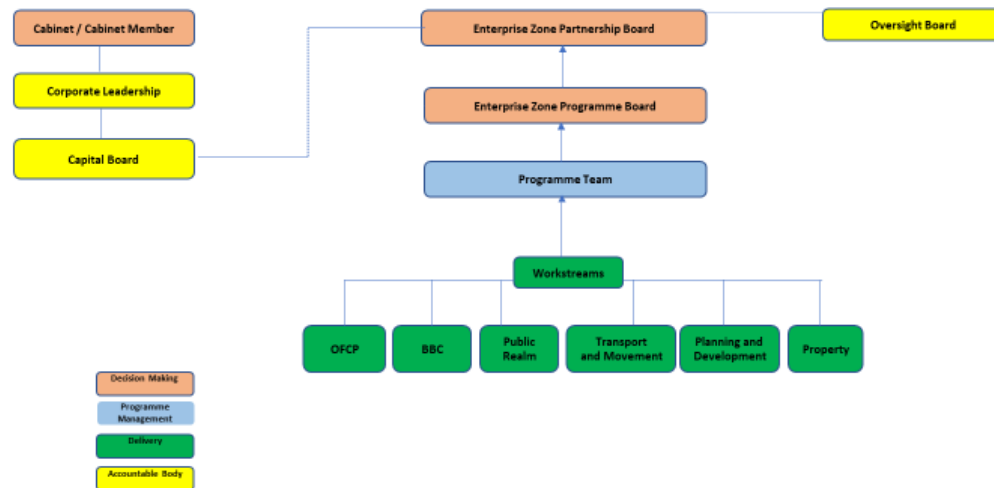 Cabinet / Cabinet Member
Enterprise Zone Partnership Board
Oversight Board
Corporate Leadership
Enterprise Zone Programme Board
Capital Board
Programme Team
Workstreams
OFCP
BBC
Public
Realm
Transport
and Movement
Planning and
Development
Property
Decision Making
Programme
Management
Delivery
Accountable Body